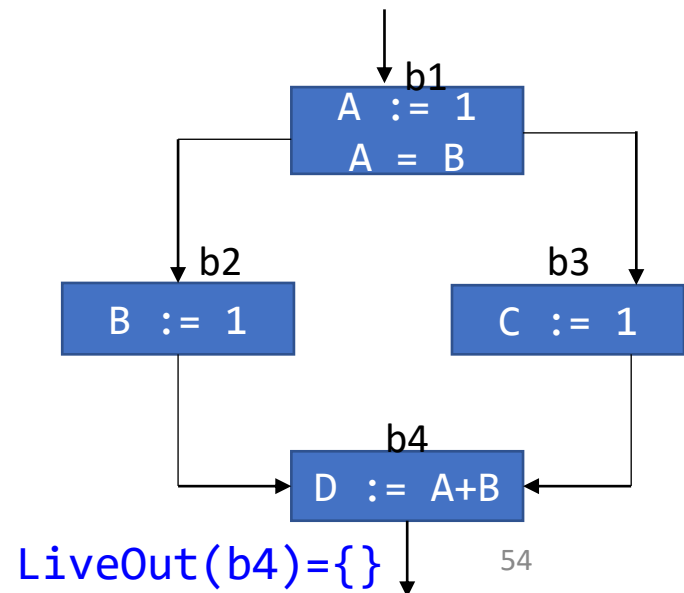 b1
A := 1
A = B
b2
b3
B := 1
C := 1
b4
D := A+B
LiveOut(b4)={}
54